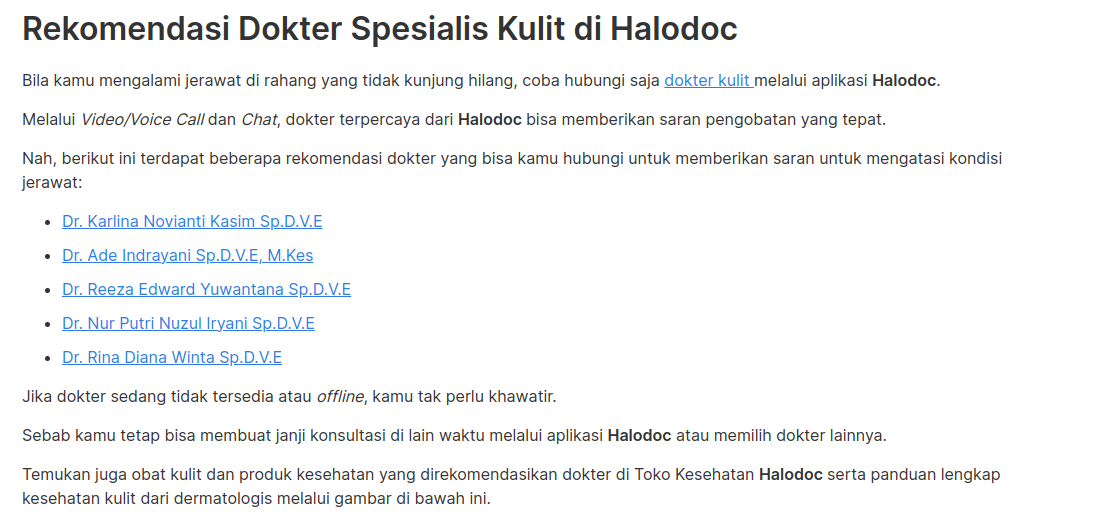 Rekomendasi Dokter Spesialis Kulit di Halodoc
Bila kamu mengalami jerawat di rahang yang tidak kunjung hilang, coba hubungi saja dokter kulit melalui aplikasi Halodoc.
Melalui Video/Voice Call dan Chat, dokter terpercaya dari Halodoc bisa memberikan saran pengobatan yang tepat.
Nah, berikut ini terdapat beberapa rekomendasi dokter yang bisa kamu hubungi untuk memberikan saran untuk mengatasi kondisi
jerawat:
• Dr. Karlina Novianti Kasim Sp.D.V.E
• Dr. Ade Indrayani Sp.D.V.E, M.Kes
• Dr. Reeza Edward Yuwantana Sp.D.V.E
• Dr. Nur Putri Nuzul Iryani Sp.D.V.E
• Dr. Rina Diana Winta Sp.D.V.E
Jika dokter sedang tidak tersedia atau offline, kamu tak perlu khawatir.
Sebab kamu tetap bisa membuat janji konsultasi di lain waktu melalui aplikasi Halodoc atau memilih dokter lainnya.
Temukan juga obat kulit dan produk kesehatan yang direkomendasikan dokter di Toko Kesehatan Halodoc serta panduan lengkap
kesehatan kulit dari dermatologis melalui gambar di bawah ini.